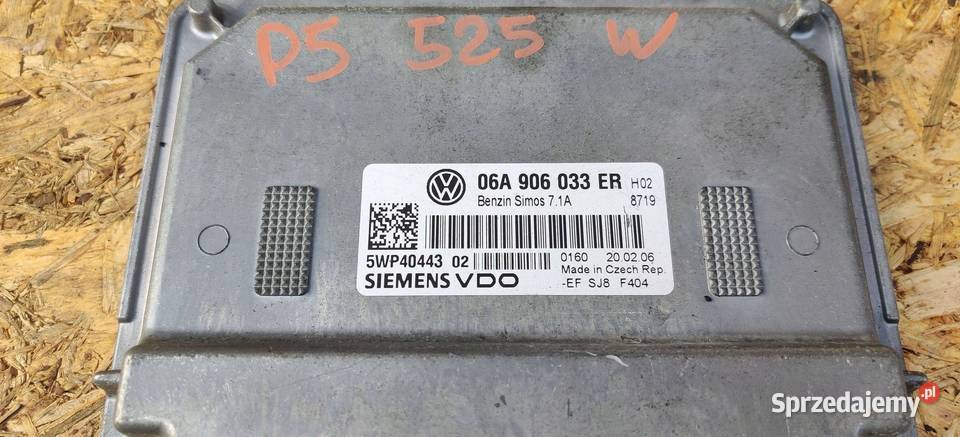 P5 525 W
06A 906 033 ER H02
Benzin Simos 7.1A 8719
5WP40443 02 0160 20.02.06
Made in Czech Rep.
SIEMENS VDO -EF SJ8 F404
Sprzedajemy.pl